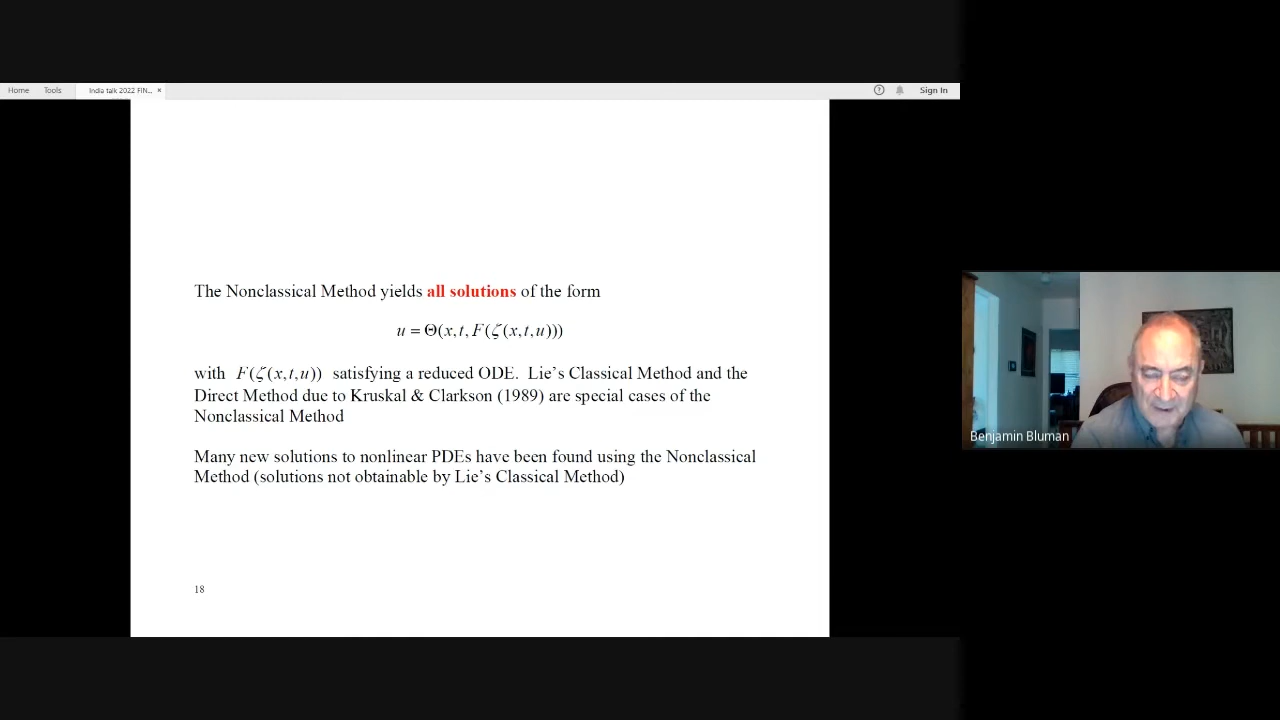 Home Tools India talk 2022 FIN... × ? Sign In
The Nonclassical Method yields all solutions of the form
u = Θ(x, t, F(ζ(x, t, u)))
with F(ζ(x, t, u)) satisfying a reduced ODE. Lie's Classical Method and the
Direct Method due to Kruskal & Clarkson (1989) are special cases of the
Nonclassical Method
Many new solutions to nonlinear PDEs have been found using the Nonclassical
Method (solutions not obtainable by Lie's Classical Method)
18
Benjamin Bluman